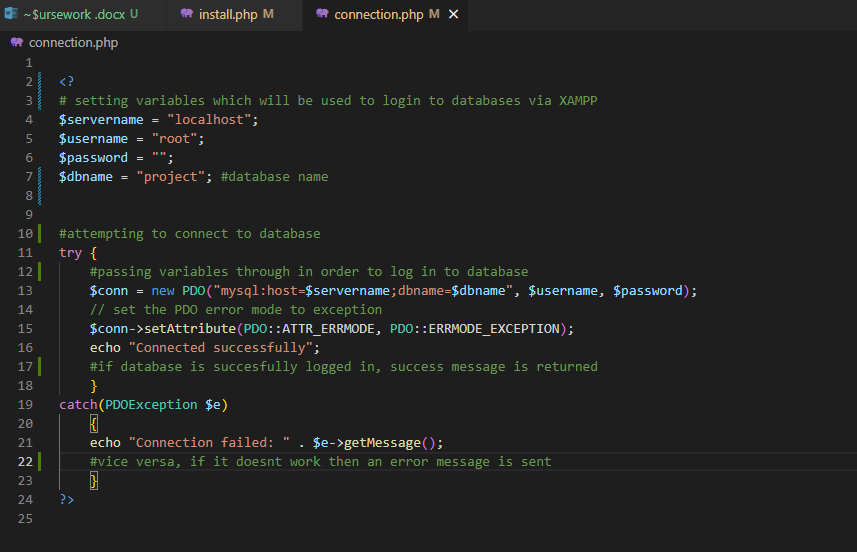 ~$ursework .docx U
install.php M
connection.php M
connection.php
1
2 <?
3 # setting variables which will be used to login to databases via XAMPP
4 $servername = "localhost";
5 $username = "root";
6 $password = "";
7 $dbname = "project"; #database name
8
9
10 #attempting to connect to database
11 try {
12 #passing variables through in order to log in to database
13 $conn = new PDO("mysql:host=$servername;dbname=$dbname", $username, $password);
14 // set the PDO error mode to exception
15 $conn->setAttribute(PDO::ATTR_ERRMODE, PDO::ERRMODE_EXCEPTION);
16 echo "Connected successfully";
17 #if database is succesfully logged in, success message is returned
18 }
19 catch(PDOException $e)
20 {
21 echo "Connection failed: " . $e->getMessage();
22 #vice versa, if it doesnt work then an error message is sent
23 }
24 ?>
25